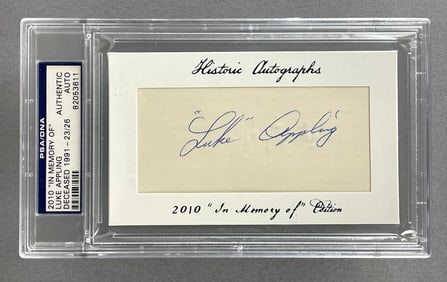 PSA/DNA
2010 "IN MEMORY OF"
LUKE APPLING
DECEASED 1991-23/26
AUTHENTIC
AUTO
82053611
Historic Autographs
"Luke" Appling
2010 "In Memory of" Edition